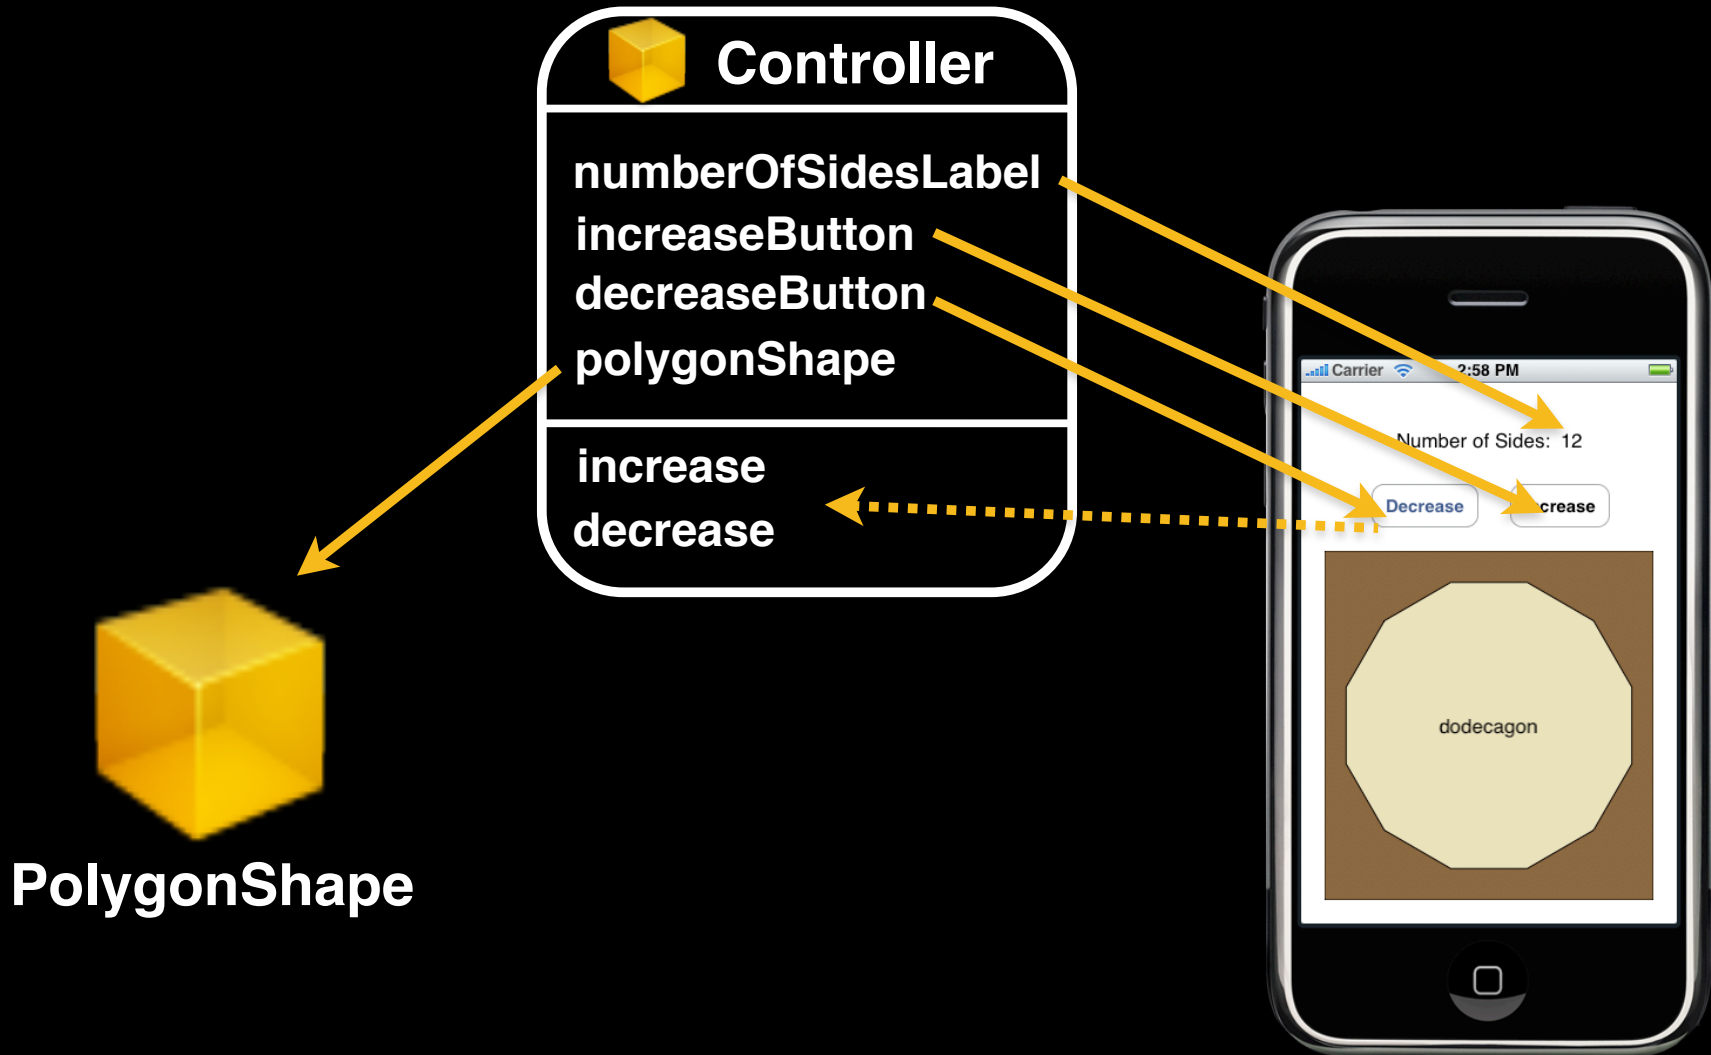 Controller
numberOfSidesLabel
increaseButton
decreaseButton
polygonShape
increase
decrease
PolygonShape
Carrier 2:58 PM
Number of Sides: 12
Decrease crease
dodecagon